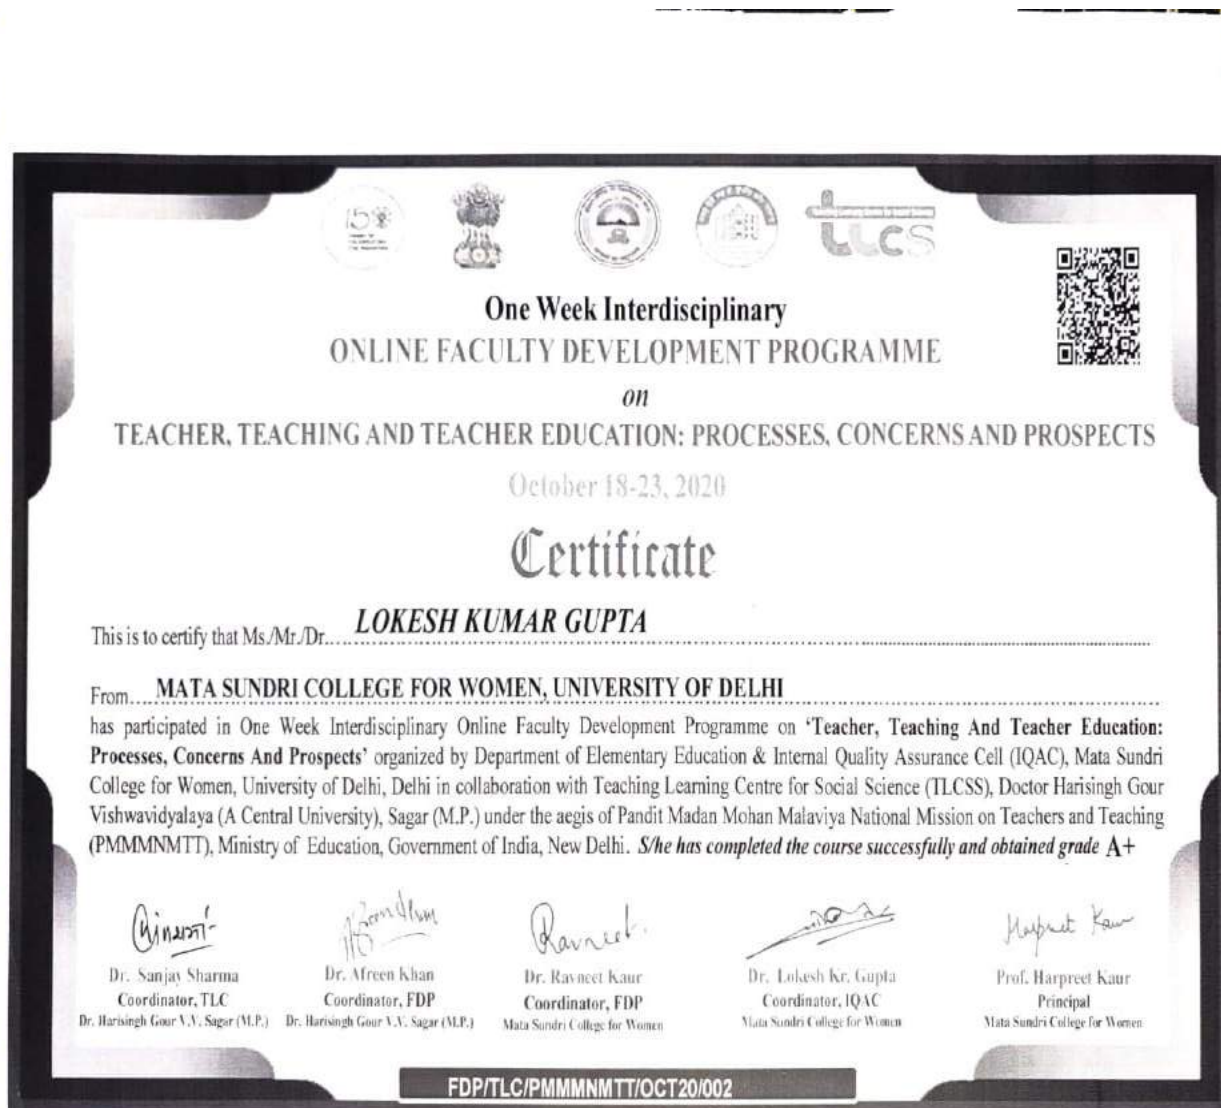 150
TLCS
One Week Interdisciplinary
ONLINE FACULTY DEVELOPMENT PROGRAMME
on
TEACHER, TEACHING AND TEACHER EDUCATION: PROCESSES, CONCERNS AND PROSPECTS
October 18-23, 2020
Certificate
This is to certify that Ms./Mr./Dr.... LOKESH KUMAR GUPTA
From.... MATA SUNDRI COLLEGE FOR WOMEN, UNIVERSITY OF DELHI
has participated in One Week Interdisciplinary Online Faculty Development Programme on ‘Teacher, Teaching And Teacher Education:
Processes, Concerns And Prospects’ organized by Department of Elementary Education & Internal Quality Assurance Cell (IQAC), Mata Sundri
College for Women, University of Delhi, Delhi in collaboration with Teaching Learning Centre for Social Science (TLCSS), Doctor Harisingh Gour
Vishwavidyalaya (A Central University), Sagar (M.P.) under the aegis of Pandit Madan Mohan Malaviya National Mission on Teachers and Teaching
(PMMMNMTT), Ministry of Education, Government of India, New Delhi. S/he has completed the course successfully and obtained grade A+
Ravneet.
Harpreet Kaur
Dr. Sanjay Sharma
Coordinator, TLC
Dr. Harisingh Gour V.V. Sagar (M.P.)
Dr. Afreen Khan
Coordinator, FDP
Dr. Harisingh Gour V.V. Sagar (M.P.)
Dr. Ravneet Kaur
Coordinator, FDP
Mata Sundri College for Women
Dr. Lokesh Kr. Gupta
Coordinator, IQAC
Mata Sundri College for Women
Prof. Harpreet Kaur
Principal
Mata Sundri College for Women
FDP/TLC/PMMMNMTT/OCT20/002